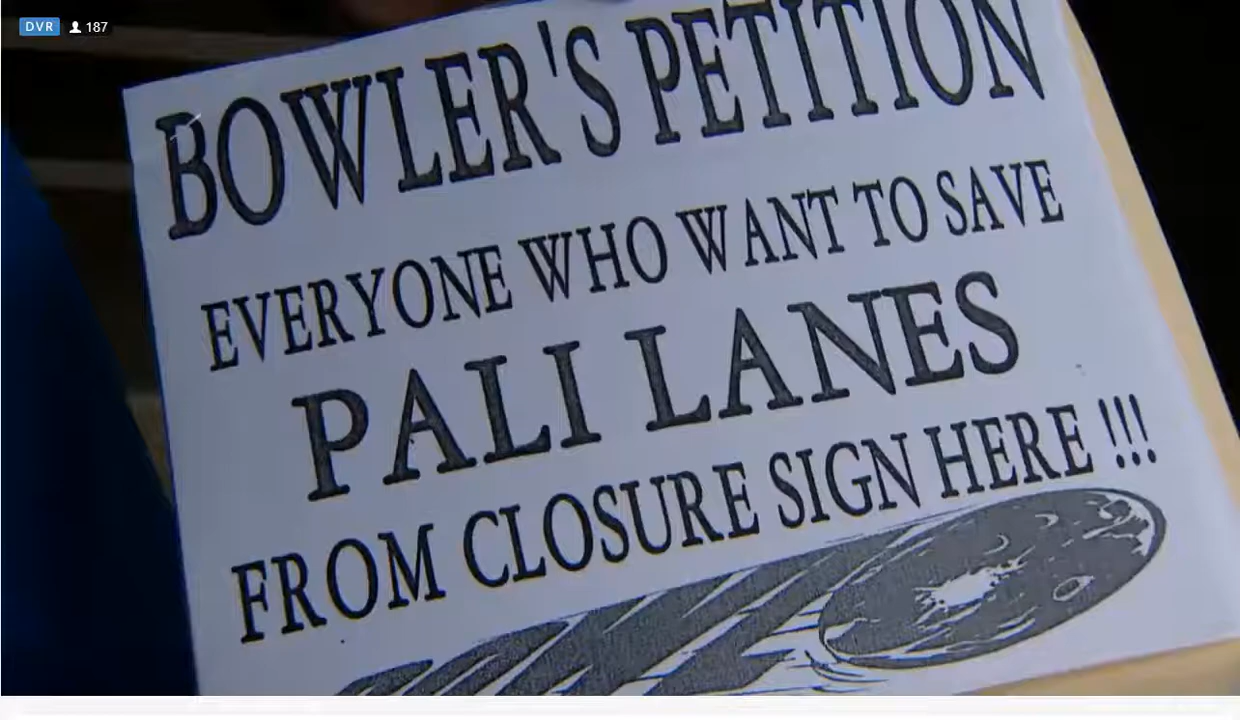 DVR 187
BOWLER'S PETITION
EVERYONE WHO WANT TO SAVE
PALI LANES
FROM CLOSURE SIGN HERE !!!